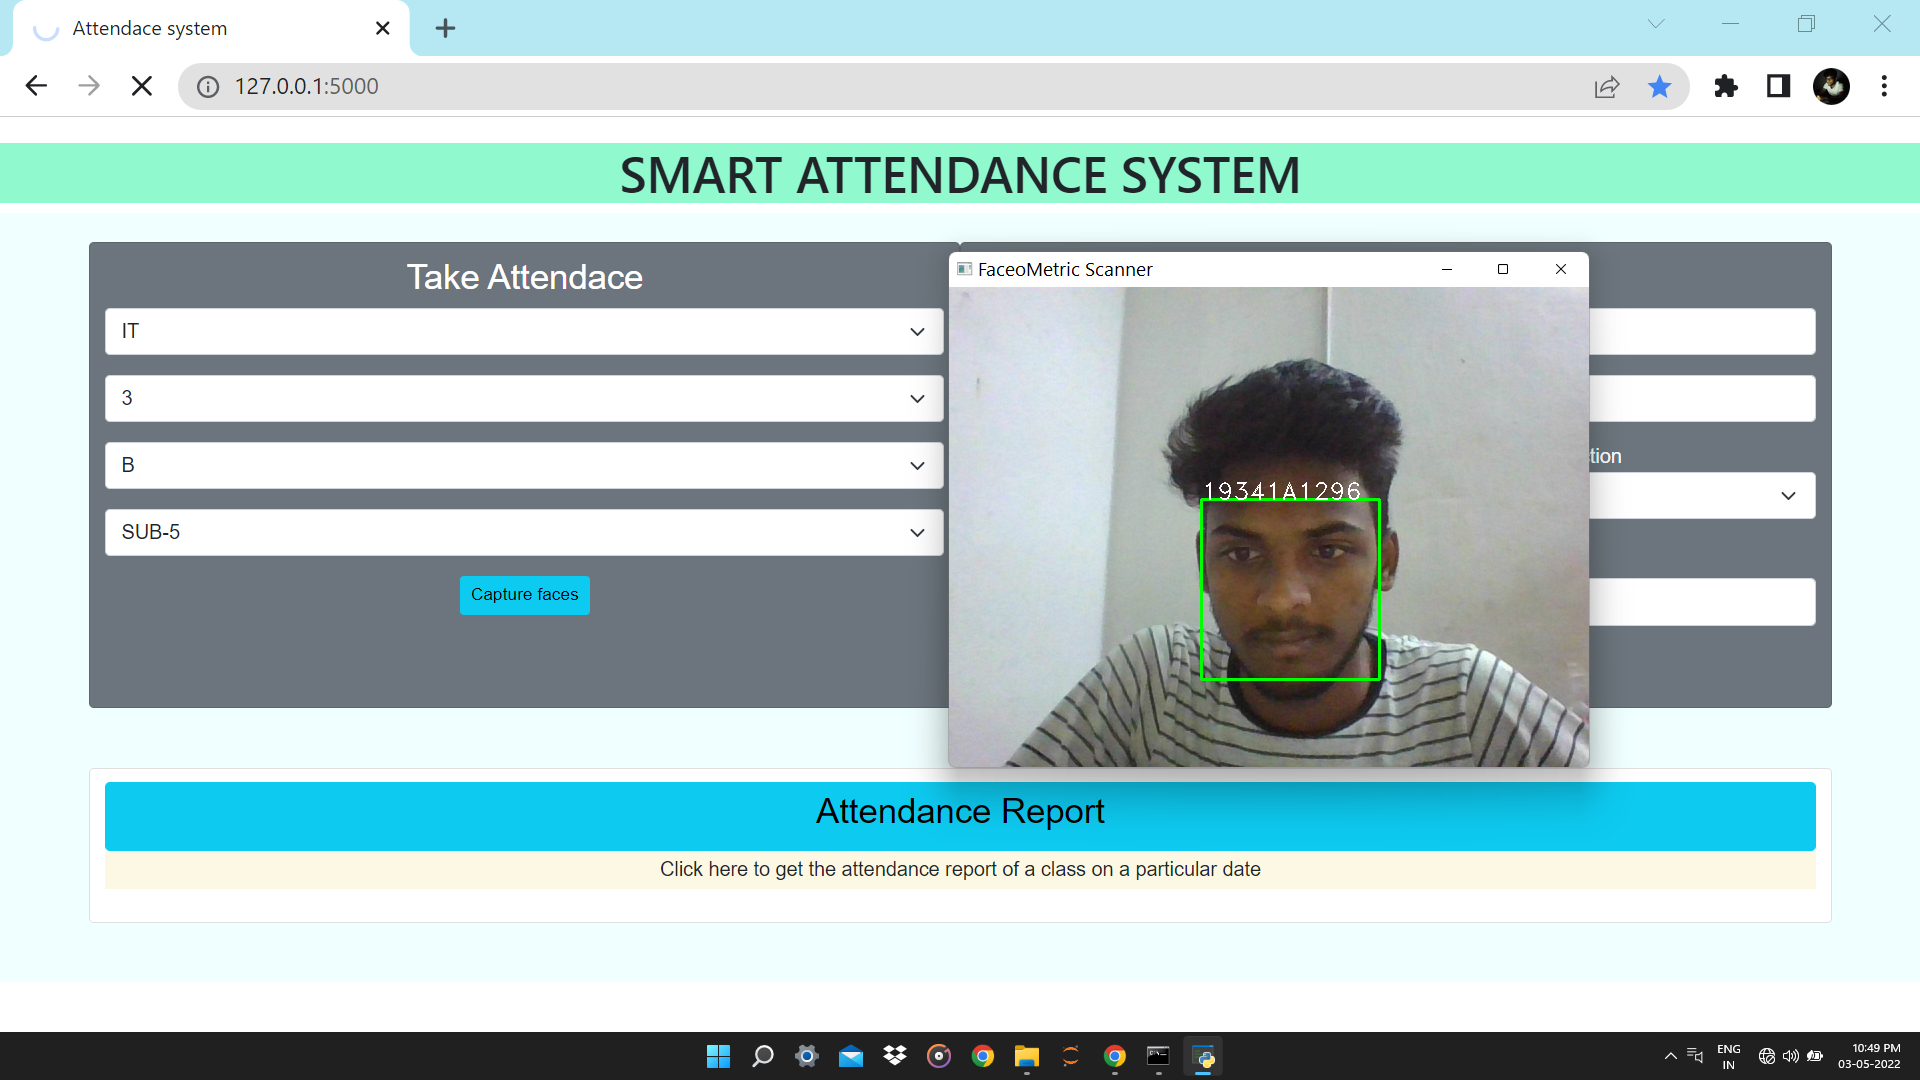 Attendace system
127.0.0.1:5000
SMART ATTENDANCE SYSTEM
Take Attendace
IT
3
B
SUB-5
Capture faces
FaceoMetric Scanner
19341A1296
tion
Attendance Report
Click here to get the attendance report of a class on a particular date
ENG
IN
10:49 PM
03-05-2022